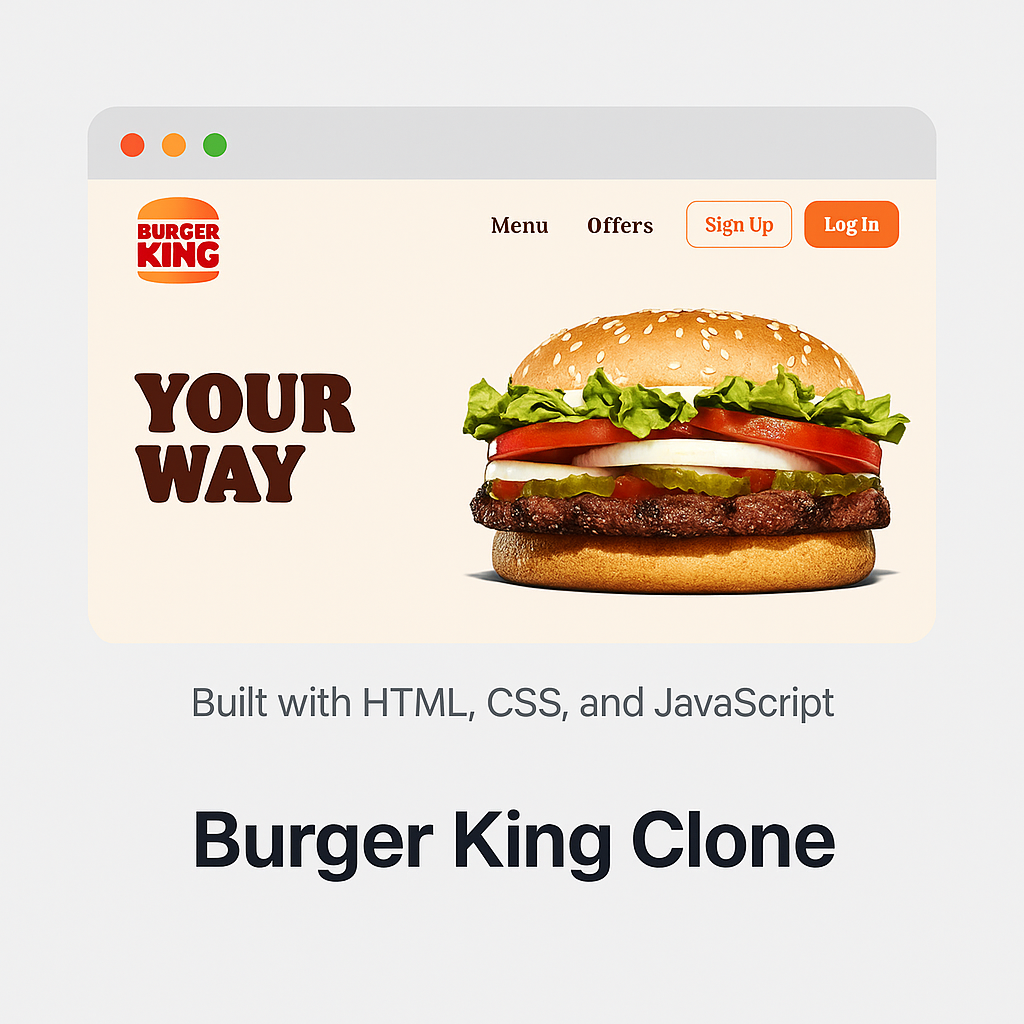 BURGER
KING
Menu Offers Sign Up Log In
YOUR
WAY
Built with HTML, CSS, and JavaScript
Burger King Clone